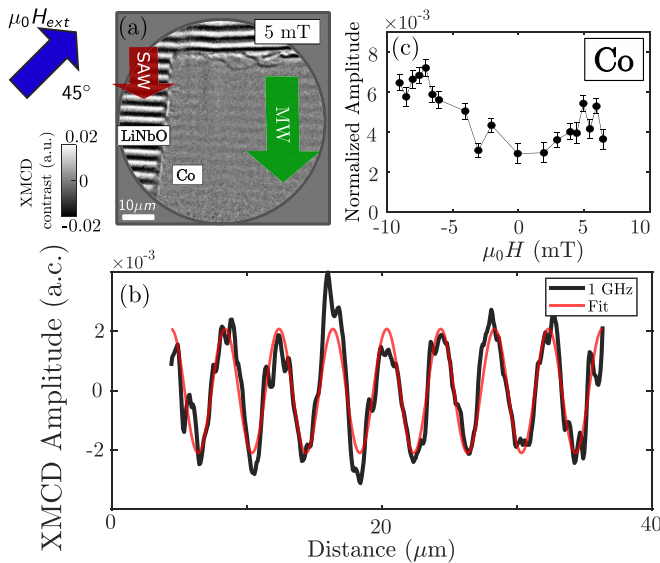 μ₀H_ext
45°
(a)
5 mT
SAW
MW
LiNbO
Co
10μm
0.02
0
-0.02
XMCD
contrast (a.u.)
×10⁻³
8
6
4
2
0
Normalized Amplitude
(c)
Co
-10
-5
0
5
10
μ₀H (mT)
×10⁻³
(b)
1 GHz
Fit
2
0
-2
XMCD Amplitude (a.c.)
0
20
40
Distance (μm)